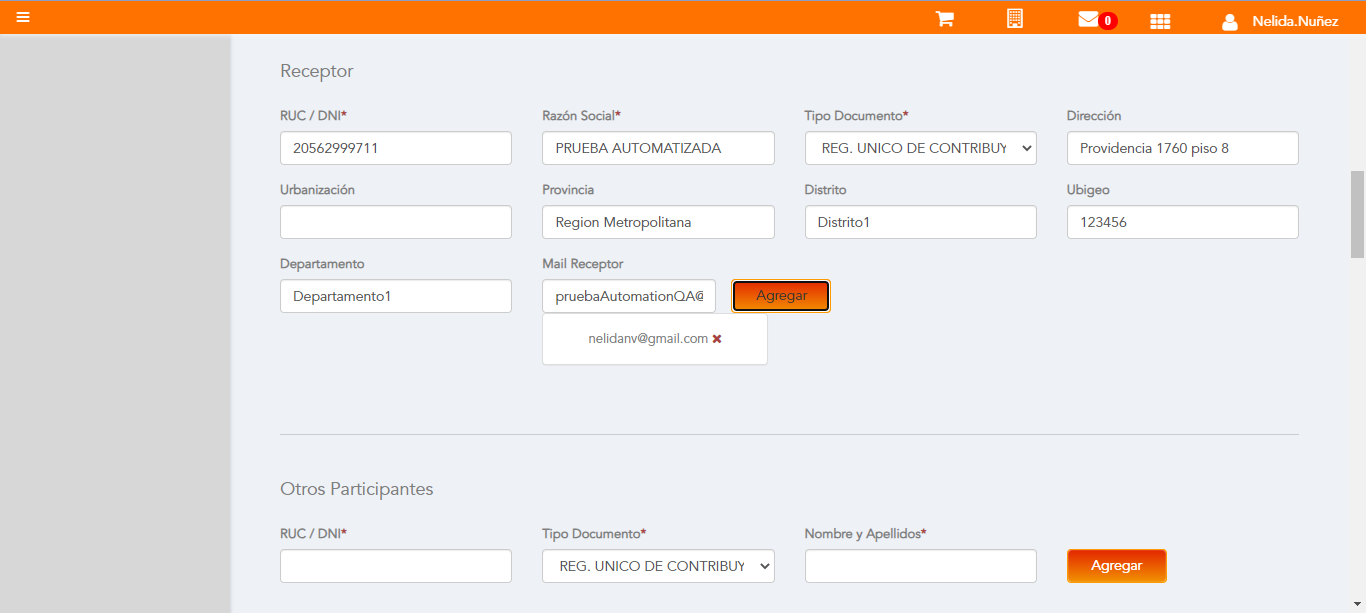 0 Nelida.Nuñez
Receptor
RUC / DNI* Razón Social* Tipo Documento* Dirección
20562999711 PRUEBA AUTOMATIZADA REG. UNICO DE CONTRIBUY Providencia 1760 piso 8
Urbanización Provincia Distrito Ubigeo
Region Metropolitana Distrito1 123456
Departamento Mail Receptor
Departamento1 pruebaAutomationQA@ Agregar
nelidanv@gmail.com
Otros Participantes
RUC / DNI* Tipo Documento* Nombre y Apellidos*
REG. UNICO DE CONTRIBUY Agregar